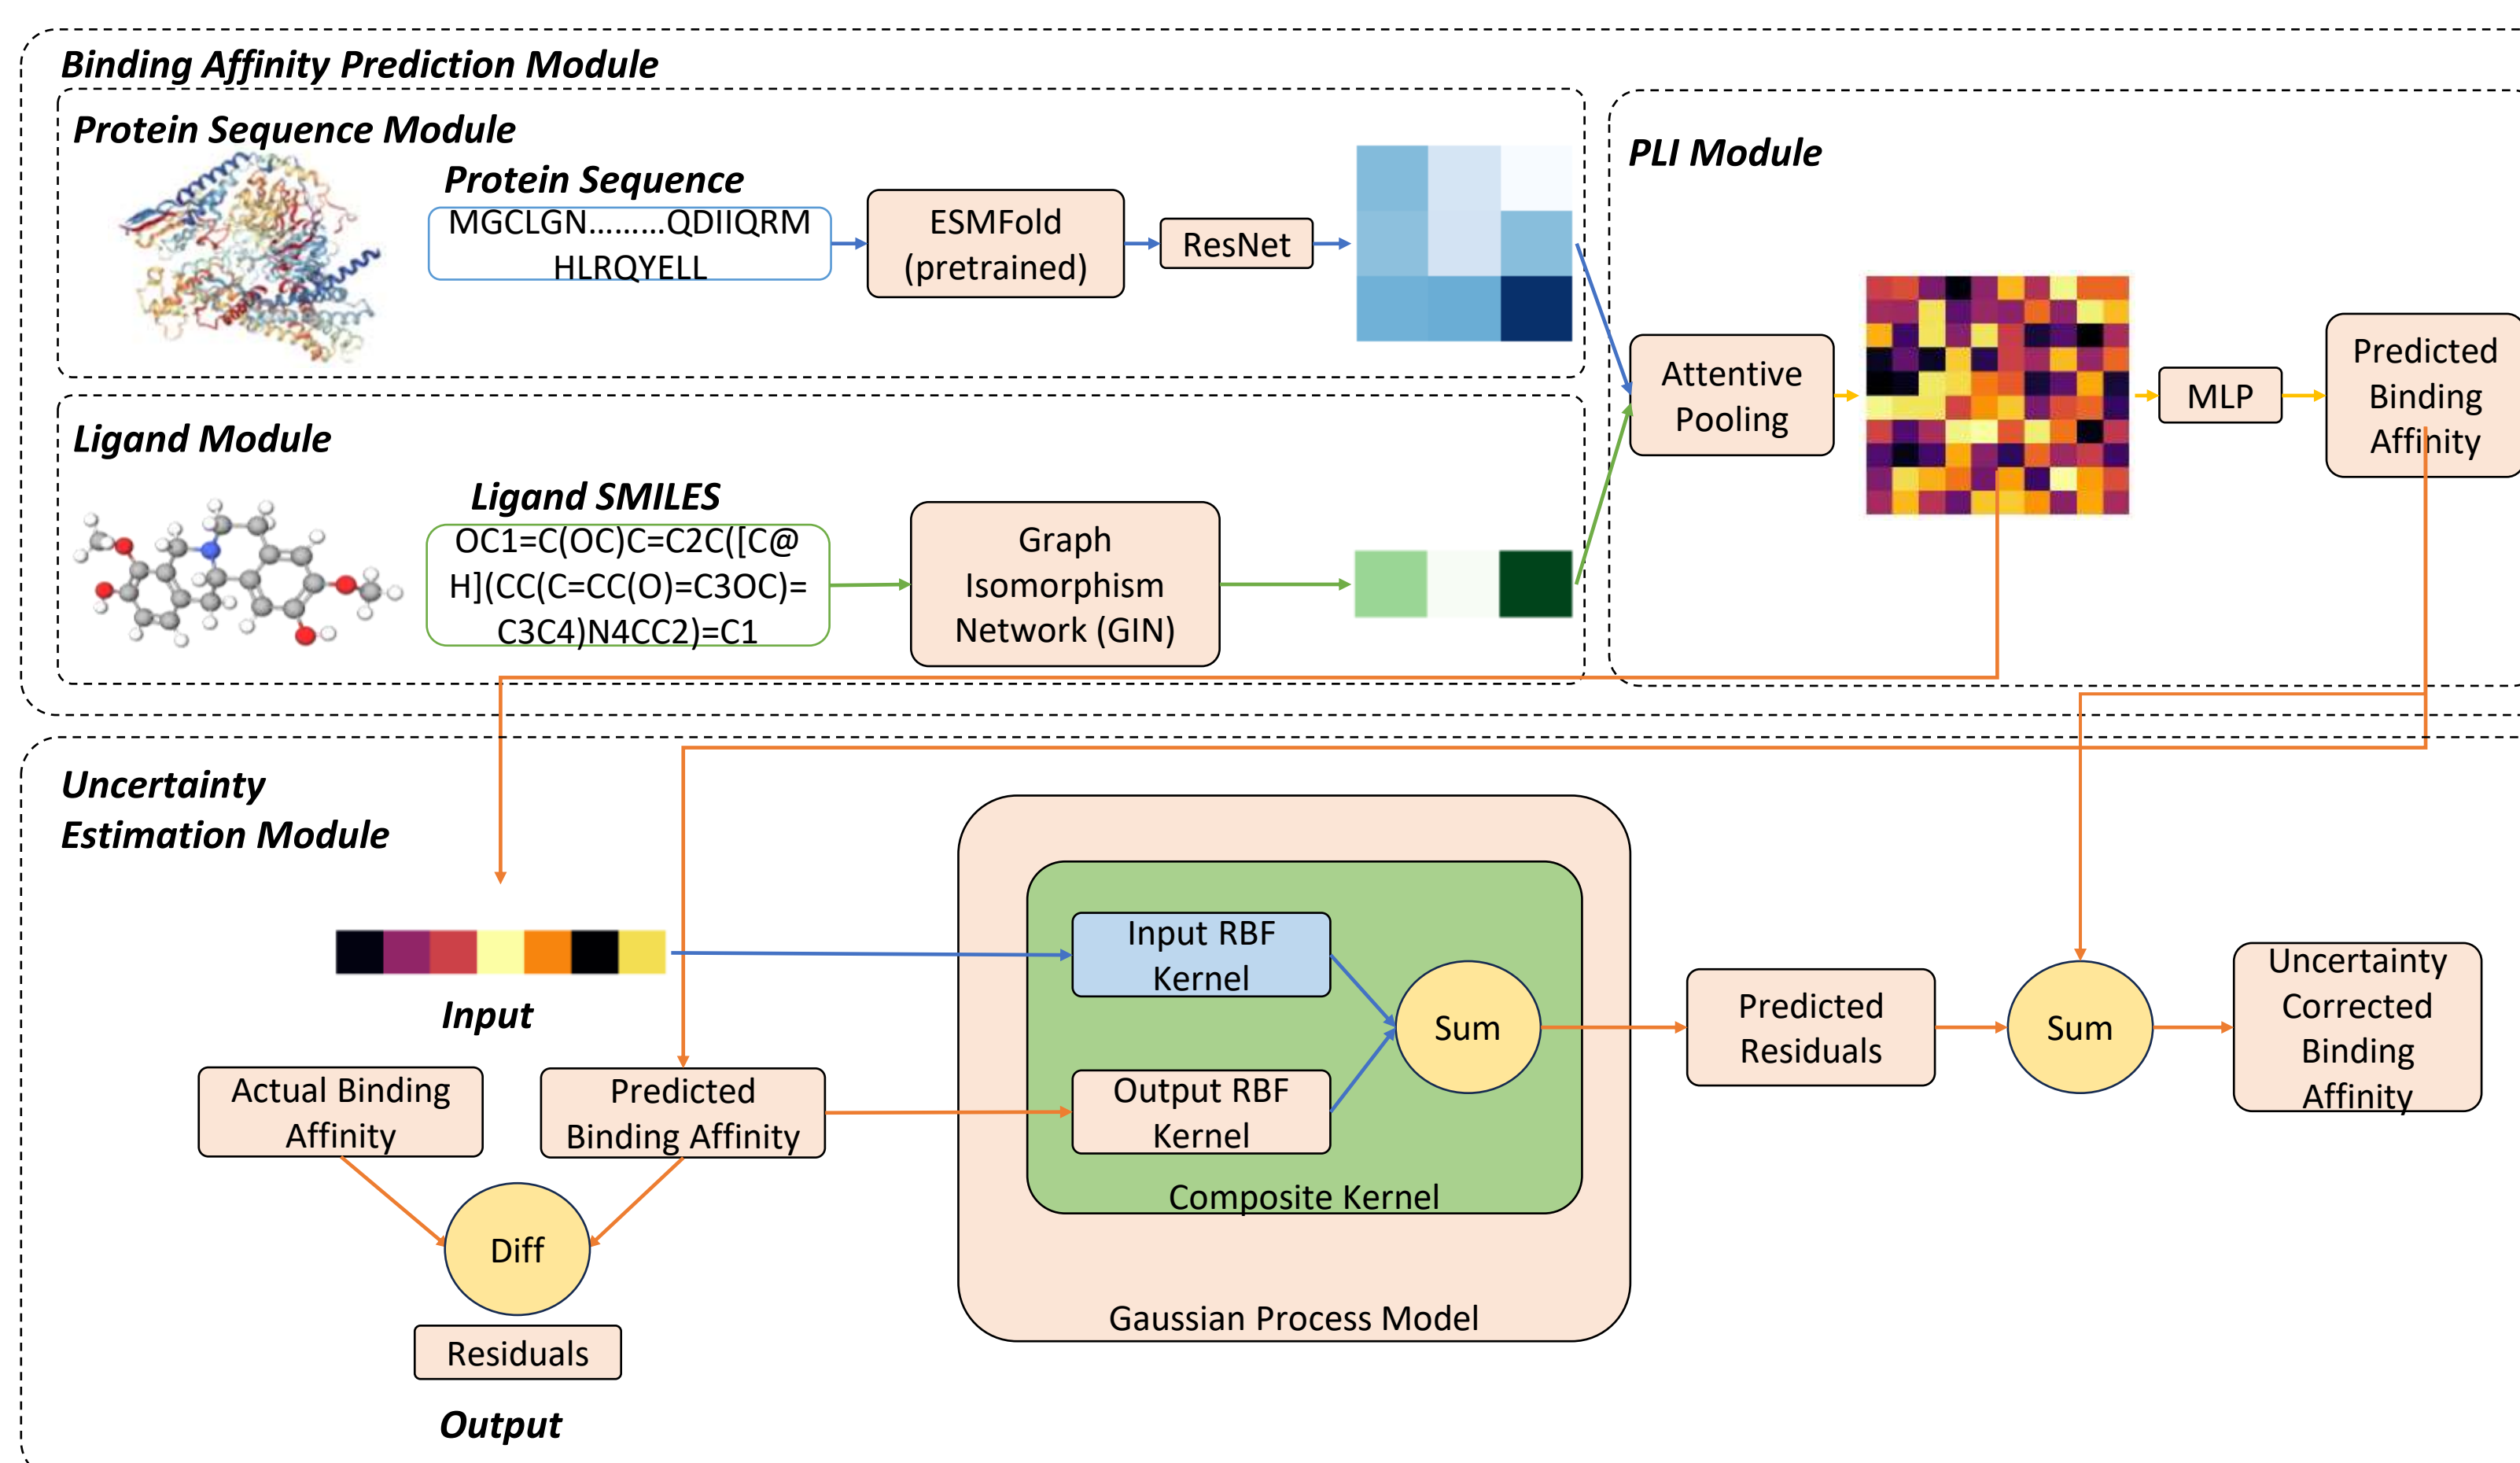 Binding Affinity Prediction Module
Protein Sequence Module
Protein Sequence
MGCLGN.........QDIIQRM
HLRQYELL
ESMFold
(pretrained)
ResNet
PLI Module
Attentive
Pooling
MLP
Predicted
Binding
Affinity
Ligand Module
Ligand SMILES
OC1=C(OC)C=C2C([C@
H](CC(C=CC(O)=C3OC)=
C3C4)N4CC2)=C1
Graph
Isomorphism
Network (GIN)
Uncertainty
Estimation Module
Input
Actual Binding
Affinity
Predicted
Binding Affinity
Diff
Residuals
Output
Input RBF
Kernel
Output RBF
Kernel
Sum
Composite Kernel
Gaussian Process Model
Predicted
Residuals
Sum
Uncertainty
Corrected
Binding
Affinity